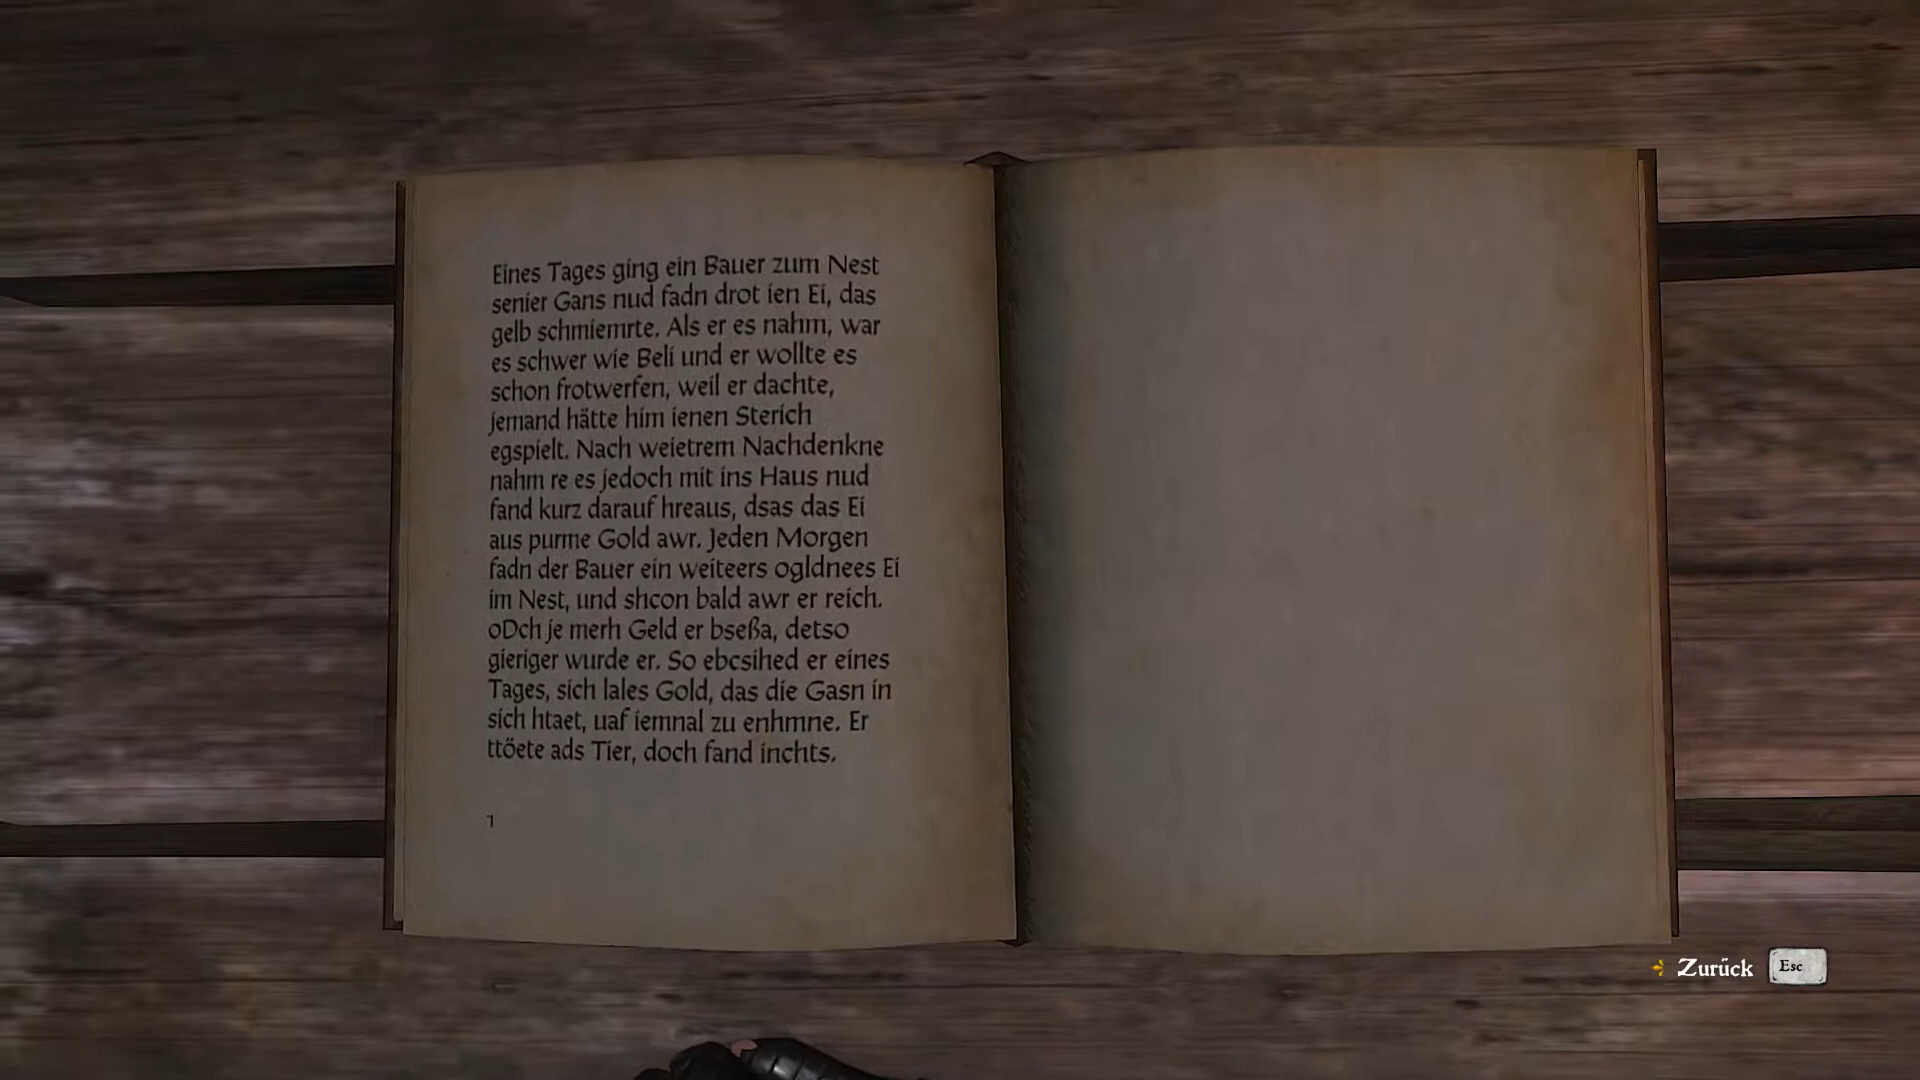 Eines Tages ging ein Bauer zum Nest
senier Gans nud fadn drot ien Ei, das
gelb schmiemrte. Als er es nahm, war
es schwer wie Beli und er wollte es
schon frotwerfen, weil er dachte,
jemand hätte him ienen Sterich
egspielt. Nach weietrem Nachdenkne
nahm re es jedoch mit ins Haus nud
fand kurz darauf hreaus, dsas das Ei
aus purme Gold awr. Jeden Morgen
fadn der Bauer ein weiteers ogldnees Ei
im Nest, und shcon bald awr er reich.
oDch je merh Geld er bseßa, detso
gieriger wurde er. So ebcsihed er eines
Tages, sich lales Gold, das die Gasn in
sich htaet, uaf iemnal zu enhmne. Er
ttöete ads Tier, doch fand inchts.
1
Zurück Esc